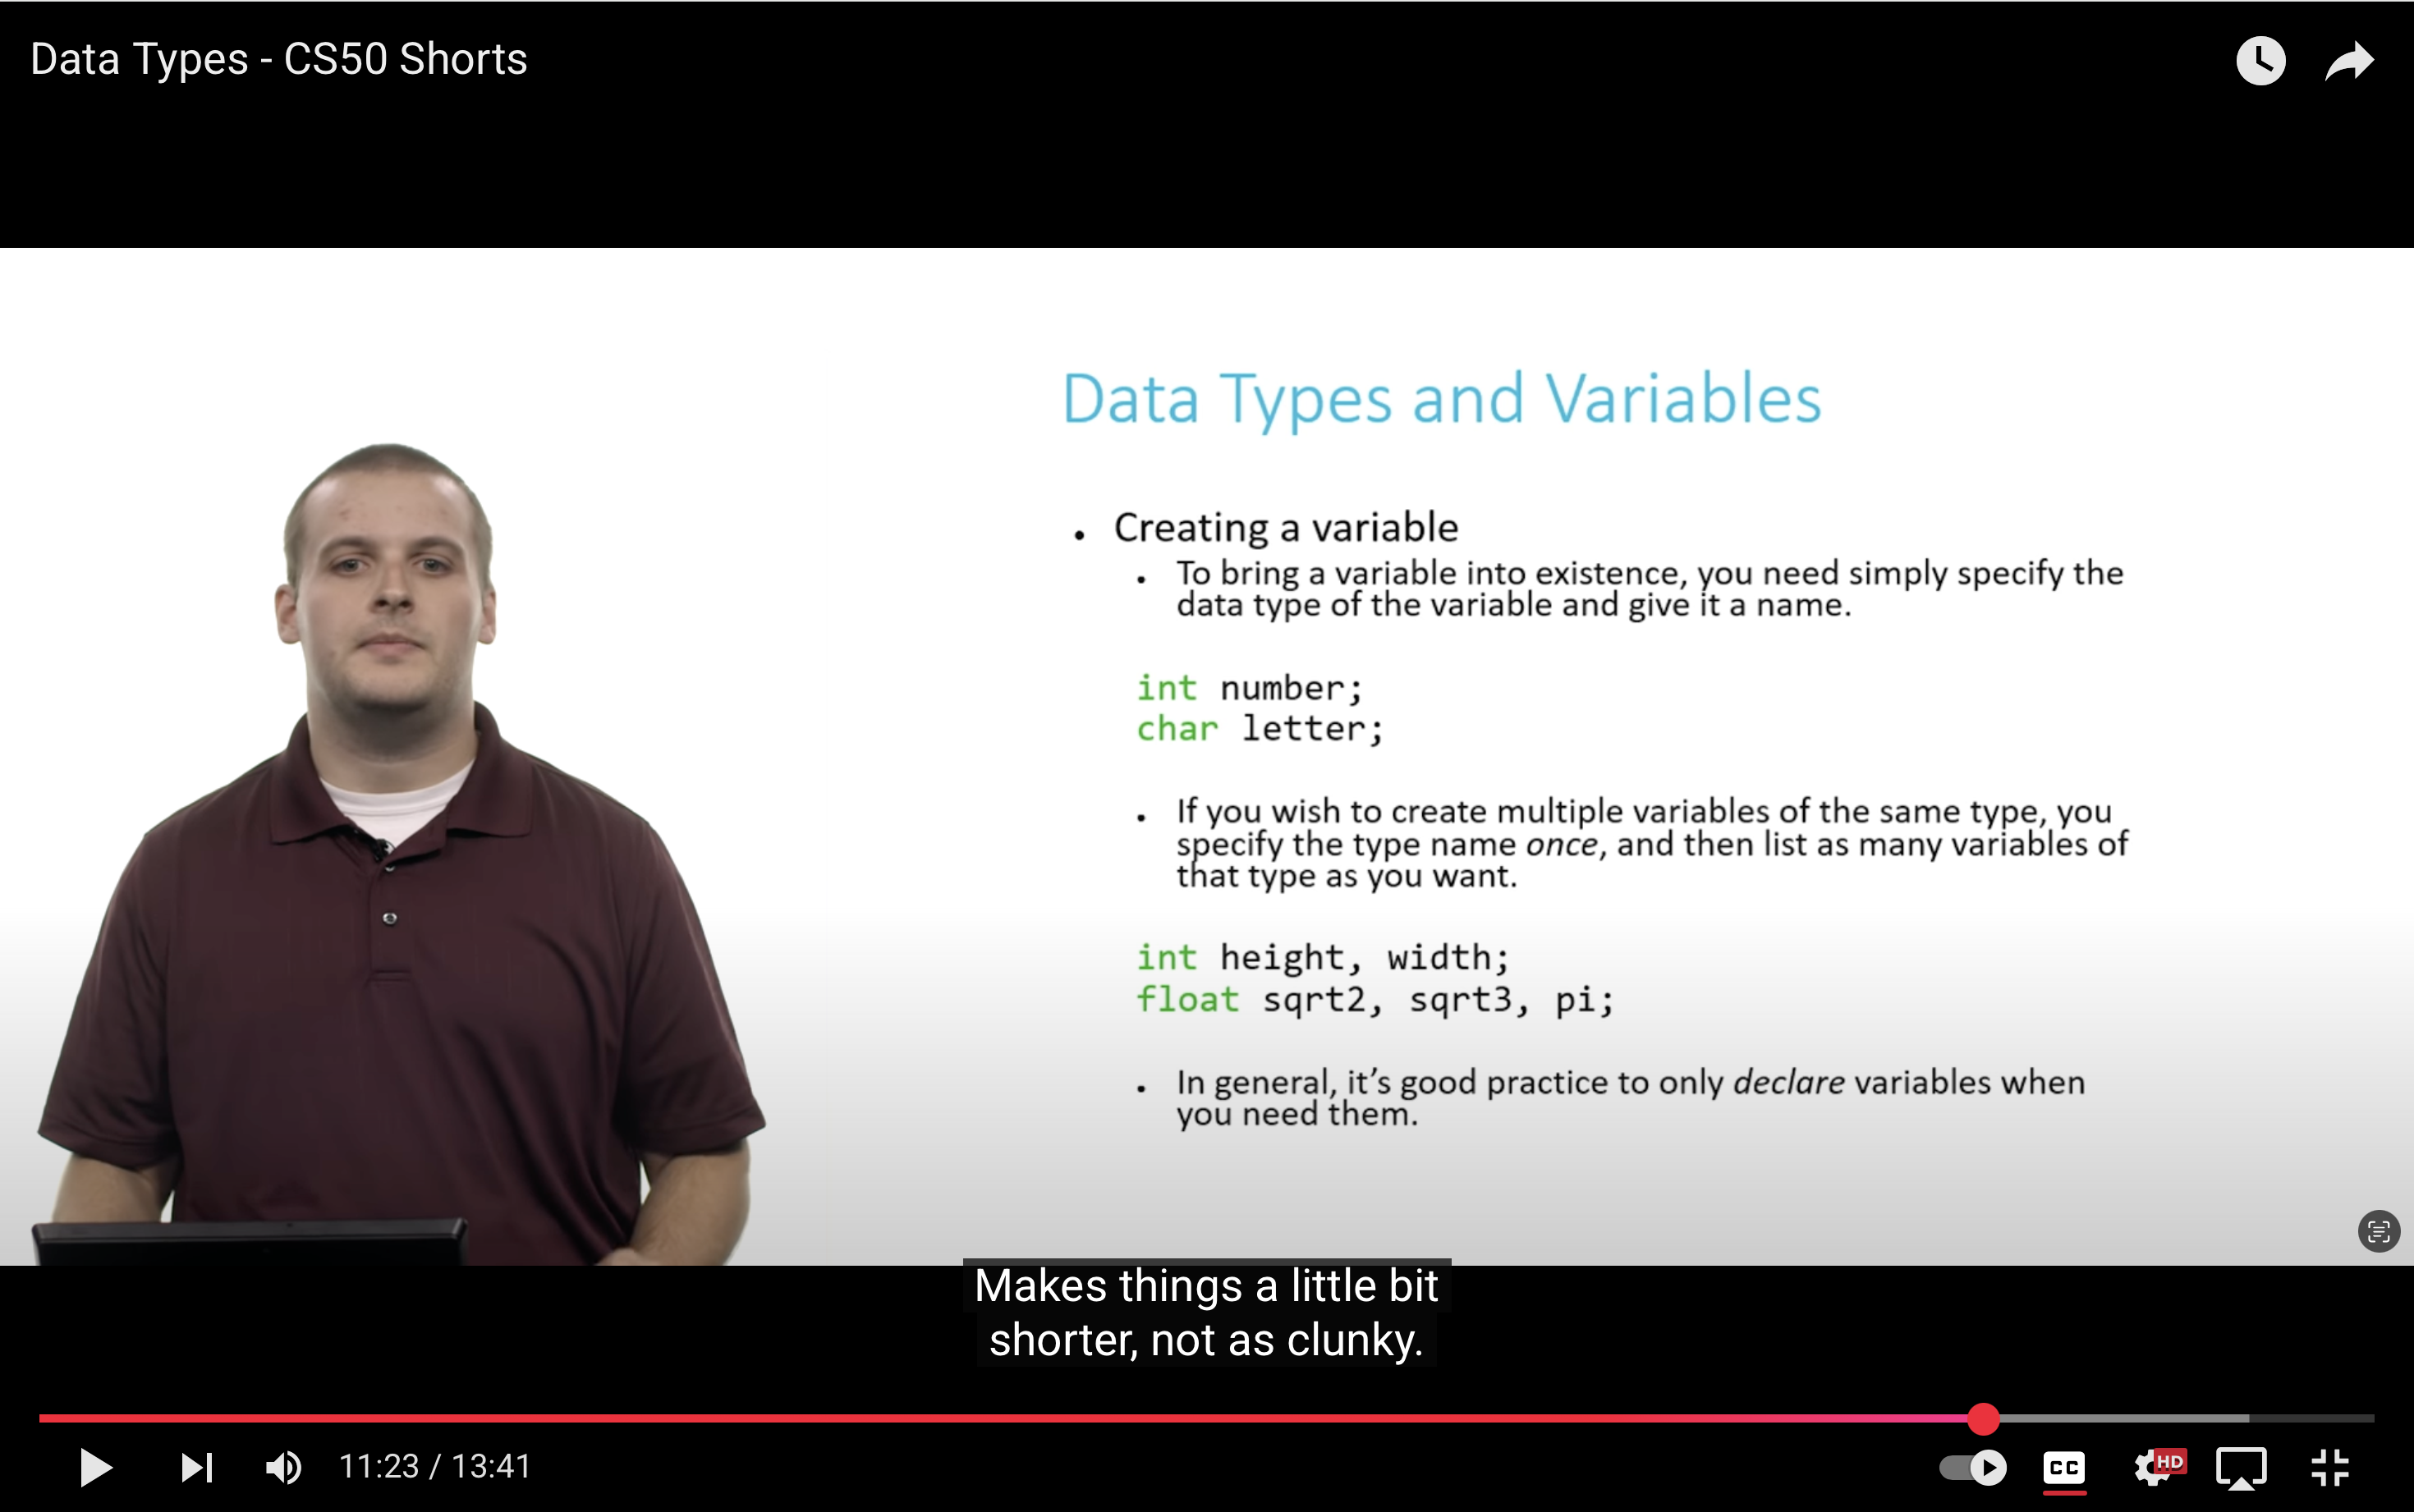 Data Types - CS50 Shorts
Data Types and Variables
• Creating a variable
• To bring a variable into existence, you need simply specify the
data type of the variable and give it a name.
int number;
char letter;
• If you wish to create multiple variables of the same type, you
specify the type name once, and then list as many variables of
that type as you want.
int height, width;
float sqrt2, sqrt3, pi;
• In general, it’s good practice to only declare variables when
you need them.
Makes things a little bit
shorter, not as clunky.
11:23 / 13:41
CC
HD